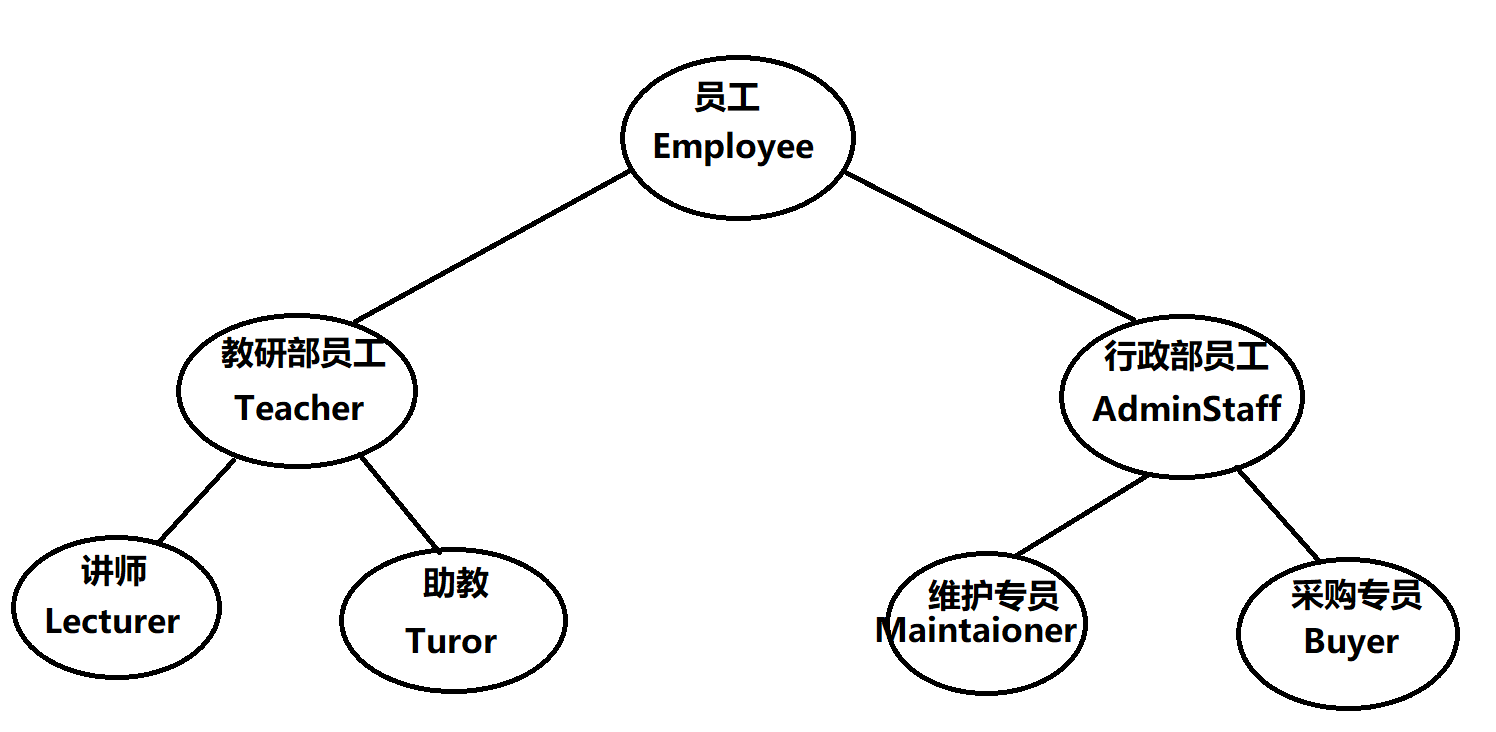 员工
Employee
教研部员工
Teacher
行政部员工
AdminStaff
讲师
Lecturer
助教
Turor
维护专员
Maintaioner
采购专员
Buyer